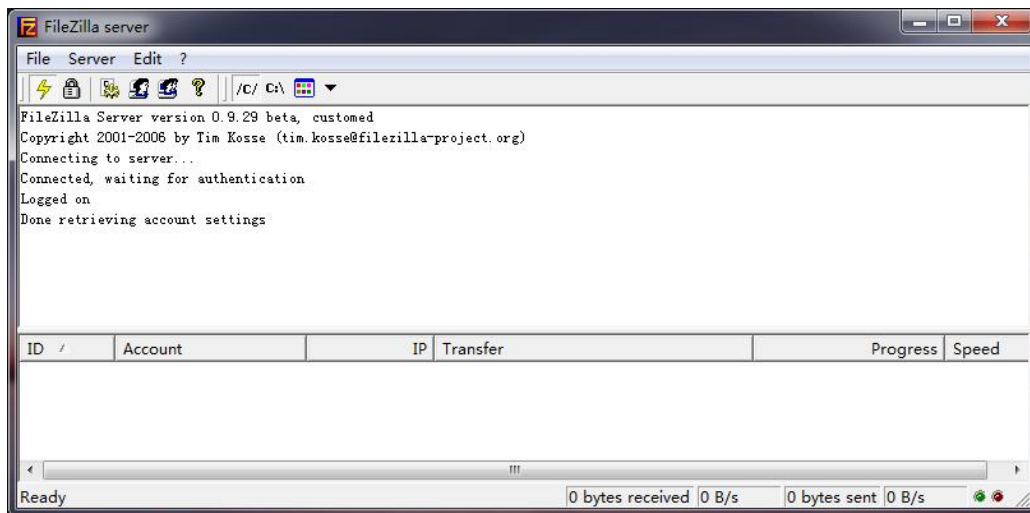 FileZilla server
File Server Edit ?
/C/ C:\
FileZilla Server version 0.9.29 beta, customed
Copyright 2001-2006 by Tim Kosse (tim.kosse@filezilla-project.org)
Connecting to server...
Connected, waiting for authentication
Logged on
Done retrieving account settings
ID / Account IP Transfer Progress Speed
Ready 0 bytes received 0 B/s 0 bytes sent 0 B/s